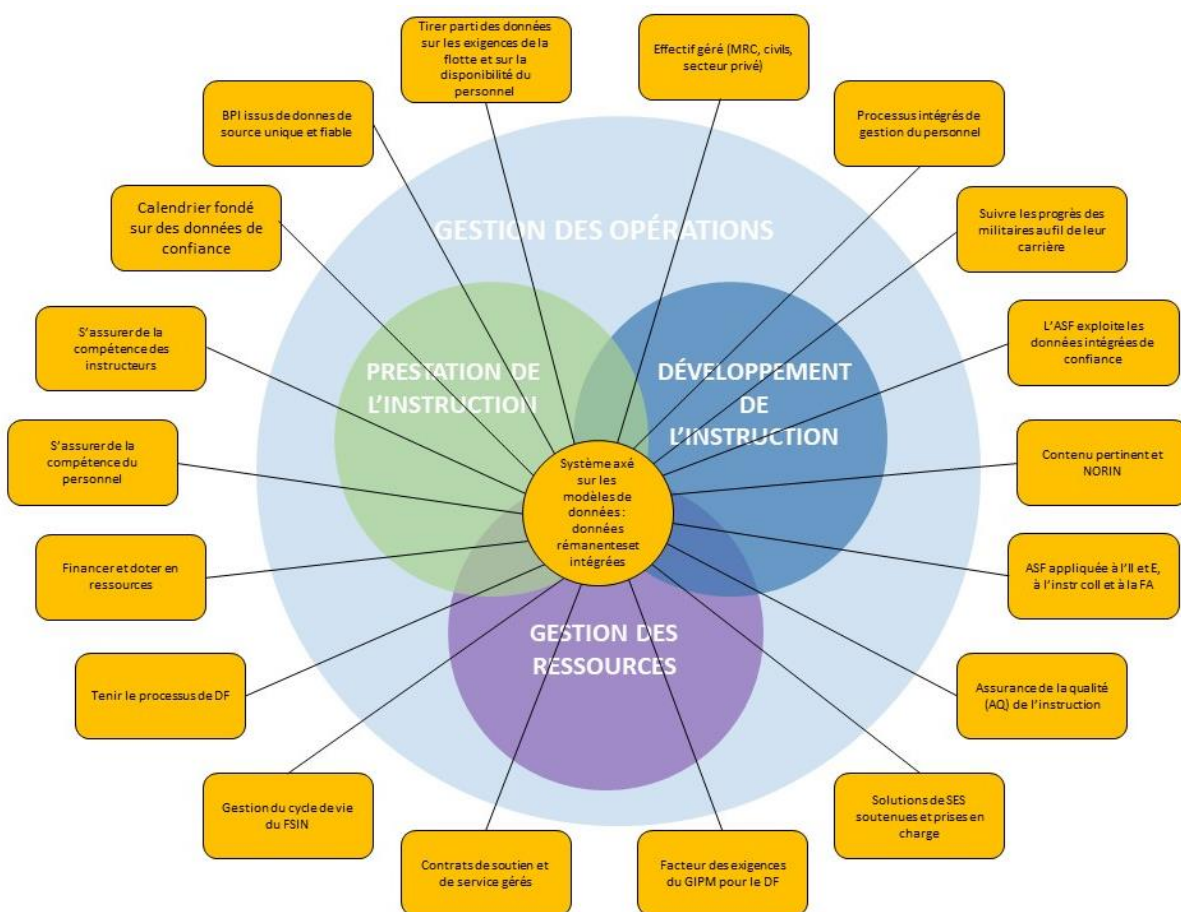 Tirer parti des données
sur les exigences de la
flotte et sur la
disponibilité du
personnel
Effectif géré (MRC, civils,
secteur privé)
BPI issus de donnes de
source unique et fiable
Processus intégrés de
gestion du personnel
Calendrier fondé
sur des données de
confiance
GESTION DES OPÉRATIONS
Suivre les progrès des
militaires au fil de leur
carrière
S'assurer de la
compétence des
instructeurs
PRESTATION DE
L'INSTRUCTION
DÉVELOPPEMENT
DE
L'INSTRUCTION
L'ASF exploite les
données intégrées de
confiance
S'assurer de la
compétence du
personnel
Système axé
sur les
modèles de
données :
données
rémanentes et
intégrées
Contenu pertinent et
NORIN
Financer et doter en
ressources
ASF appliquée à l'II et E,
à l'instr coll et à la FA
GESTION DES
RESSOURCES
Tenir le processus de DF
Assurance de la qualité
(AQ) de l'instruction
Gestion du cycle de vie
du FSIN
Solutions de SES
soutenues et prises en
charge
Contrats de soutien et
de service gérés
Facteur des exigences
du GIPM pour le DF